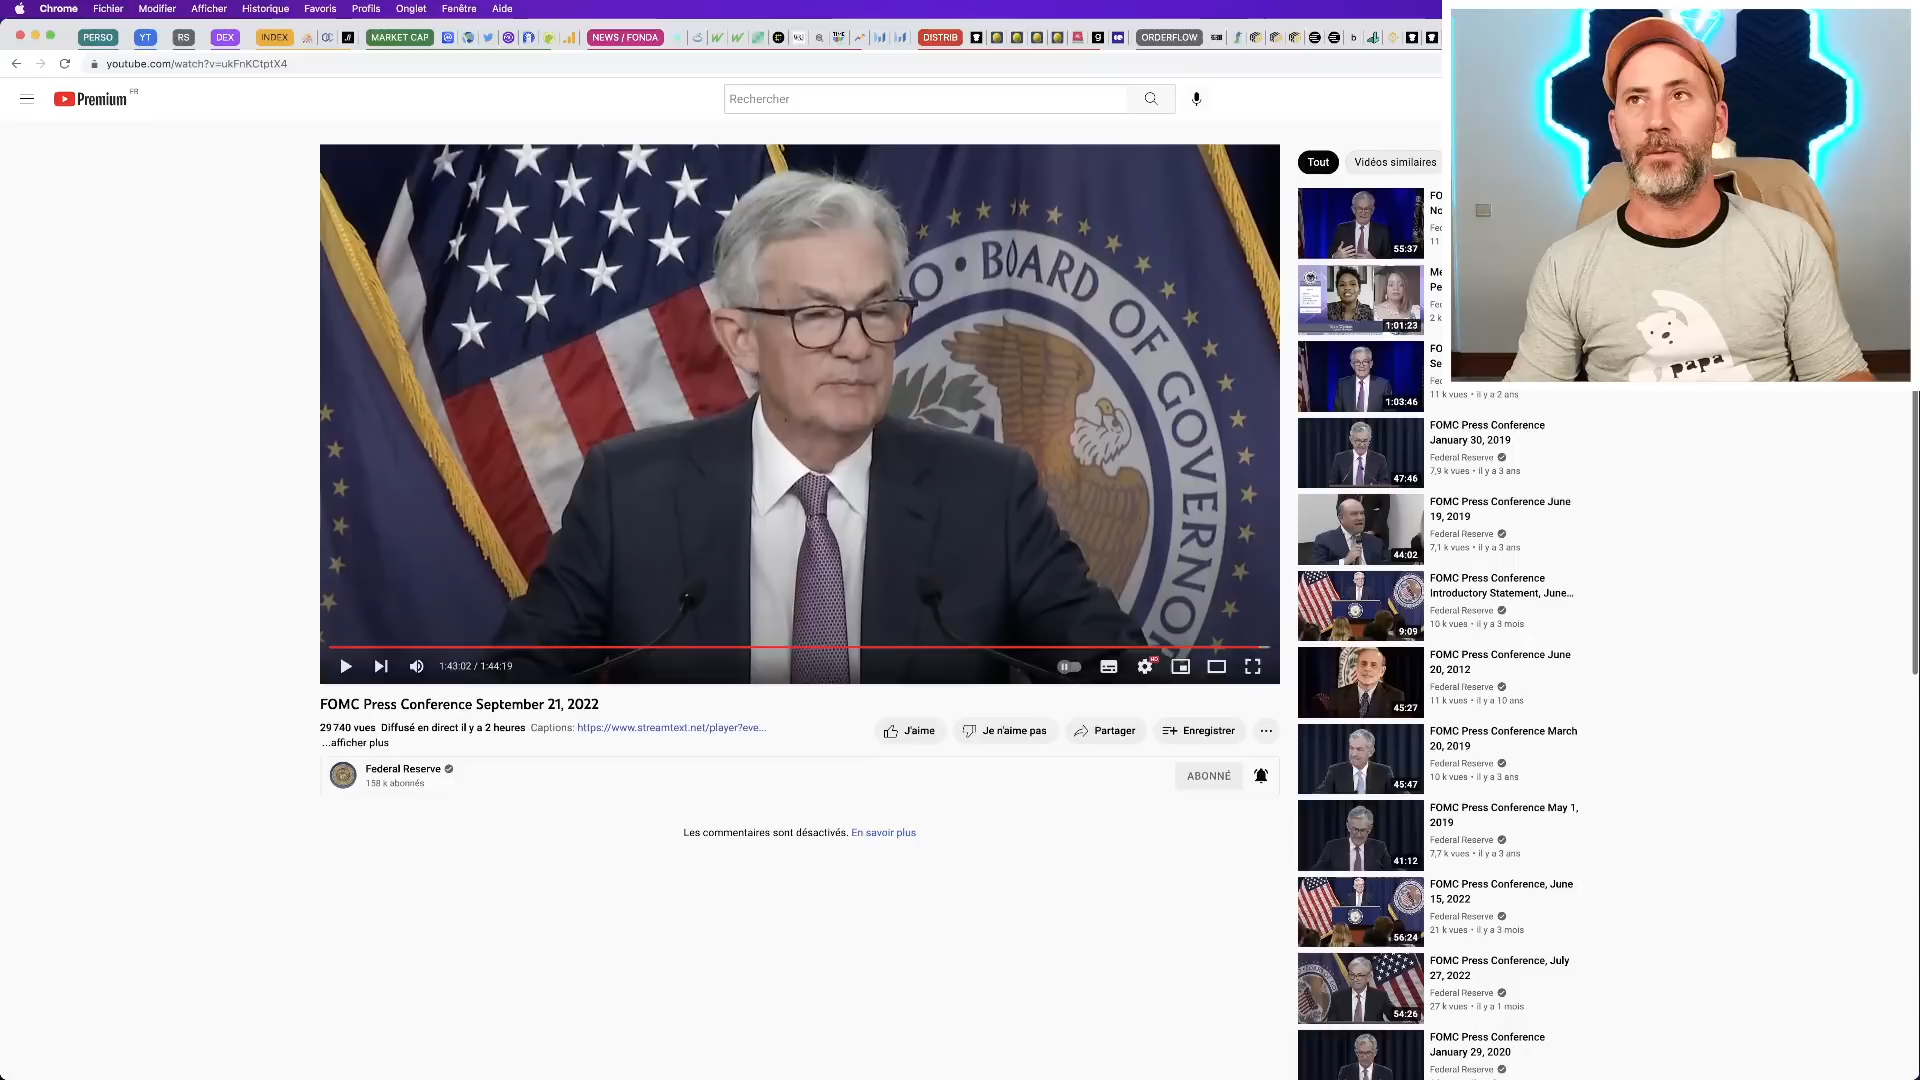 Chrome Fichier Modifier Afficher Historique Favoris Profils Onglet Fenêtre Aide
PERSO YT RS DEX INDEX MARKET CAP NEWS / FONDA DISTRIB ORDERFLOW
youtube.com/watch?v=ukFnKCtptX4
Premium FR
Rechercher
BOARD OF GOVERNO
Tout Vidéos similaires
55:37
1:01:23
1:03:46
11 k vues • il y a 2 ans
papa
FOMC Press Conference
January 30, 2019
Federal Reserve
7,9 k vues • il y a 3 ans
47:46
FOMC Press Conference June
19, 2019
Federal Reserve
7,1 k vues • il y a 3 ans
44:02
FOMC Press Conference
Introductory Statement, June...
Federal Reserve
10 k vues • il y a 3 mois
9:09
FOMC Press Conference June
20, 2012
Federal Reserve
11 k vues • il y a 10 ans
45:27
FOMC Press Conference March
20, 2019
Federal Reserve
10 k vues • il y a 3 ans
45:47
FOMC Press Conference May 1,
2019
Federal Reserve
7,7 k vues • il y a 3 ans
41:12
FOMC Press Conference, June
15, 2022
Federal Reserve
21 k vues • il y a 3 mois
56:24
FOMC Press Conference, July
27, 2022
Federal Reserve
27 k vues • il y a 1 mois
54:26
FOMC Press Conference
January 29, 2020
Federal Reserve
1:43:02 / 1:44:19
HD
FOMC Press Conference September 21, 2022
29 740 vues Diffusé en direct il y a 2 heures Captions: https://www.streamtext.net/player?eve...
...afficher plus
J'aime Je n'aime pas Partager Enregistrer
Federal Reserve
158 k abonnés
ABONNÉ
Les commentaires sont désactivés. En savoir plus